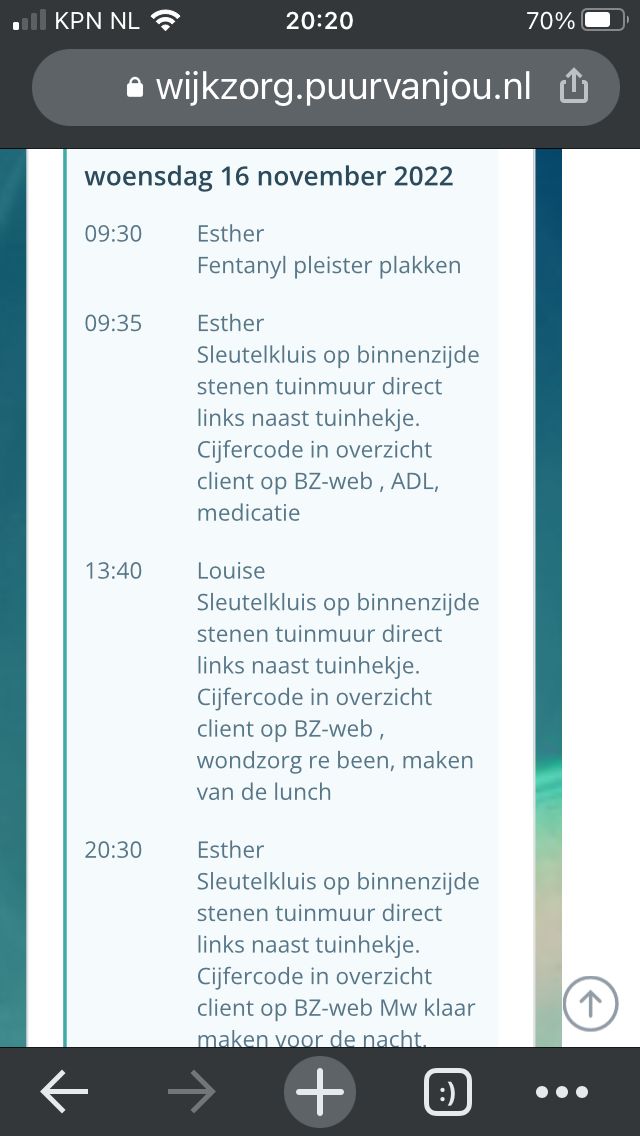 KPN NL 20:20 70%
wijkzorg.puurvanjou.nl
woensdag 16 november 2022
09:30 Esther
Fentanyl pleister plakken
09:35 Esther
Sleutelkluis op binnenzijde
stenen tuinmuur direct
links naast tuinhekje.
Cijfercode in overzicht
client op BZ-web , ADL,
medicatie
13:40 Louise
Sleutelkluis op binnenzijde
stenen tuinmuur direct
links naast tuinhekje.
Cijfercode in overzicht
client op BZ-web ,
wondzorg re been, maken
van de lunch
20:30 Esther
Sleutelkluis op binnenzijde
stenen tuinmuur direct
links naast tuinhekje.
Cijfercode in overzicht
client op BZ-web Mw klaar
maken voor de nacht.
:)